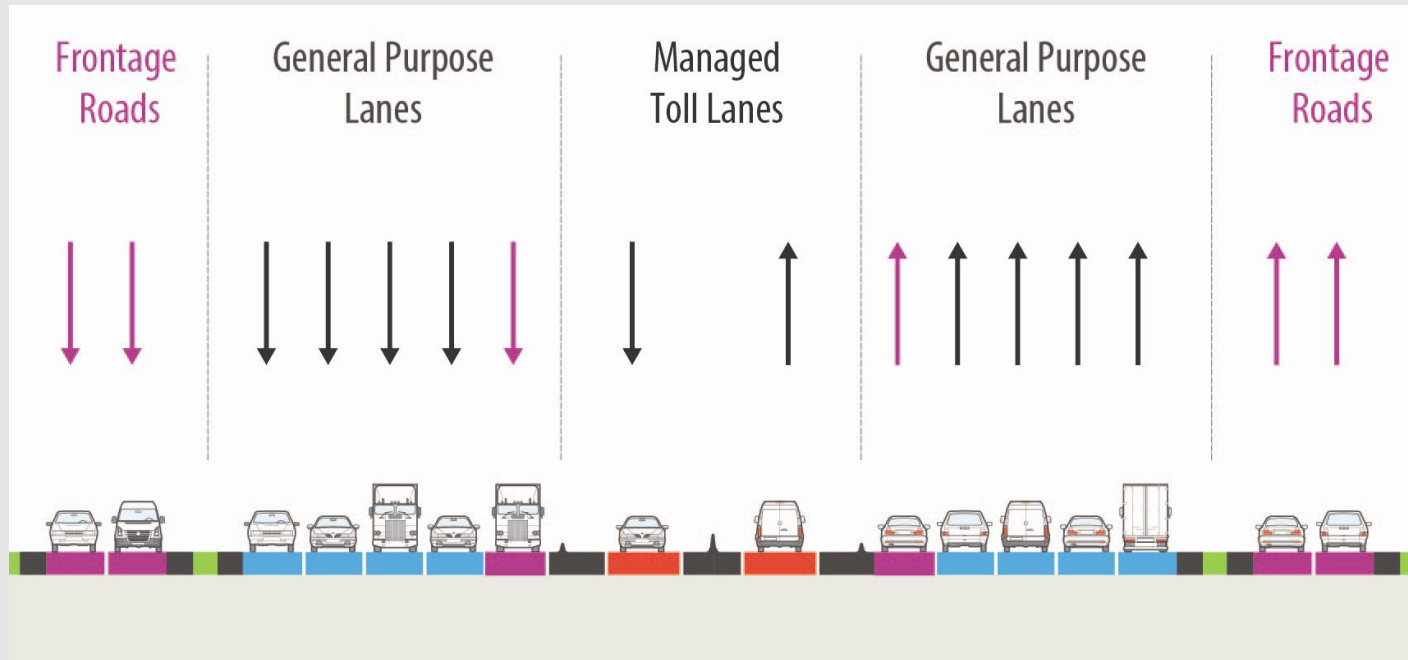 Frontage
Roads
General Purpose
Lanes
Managed
Toll Lanes
General Purpose
Lanes
Frontage
Roads